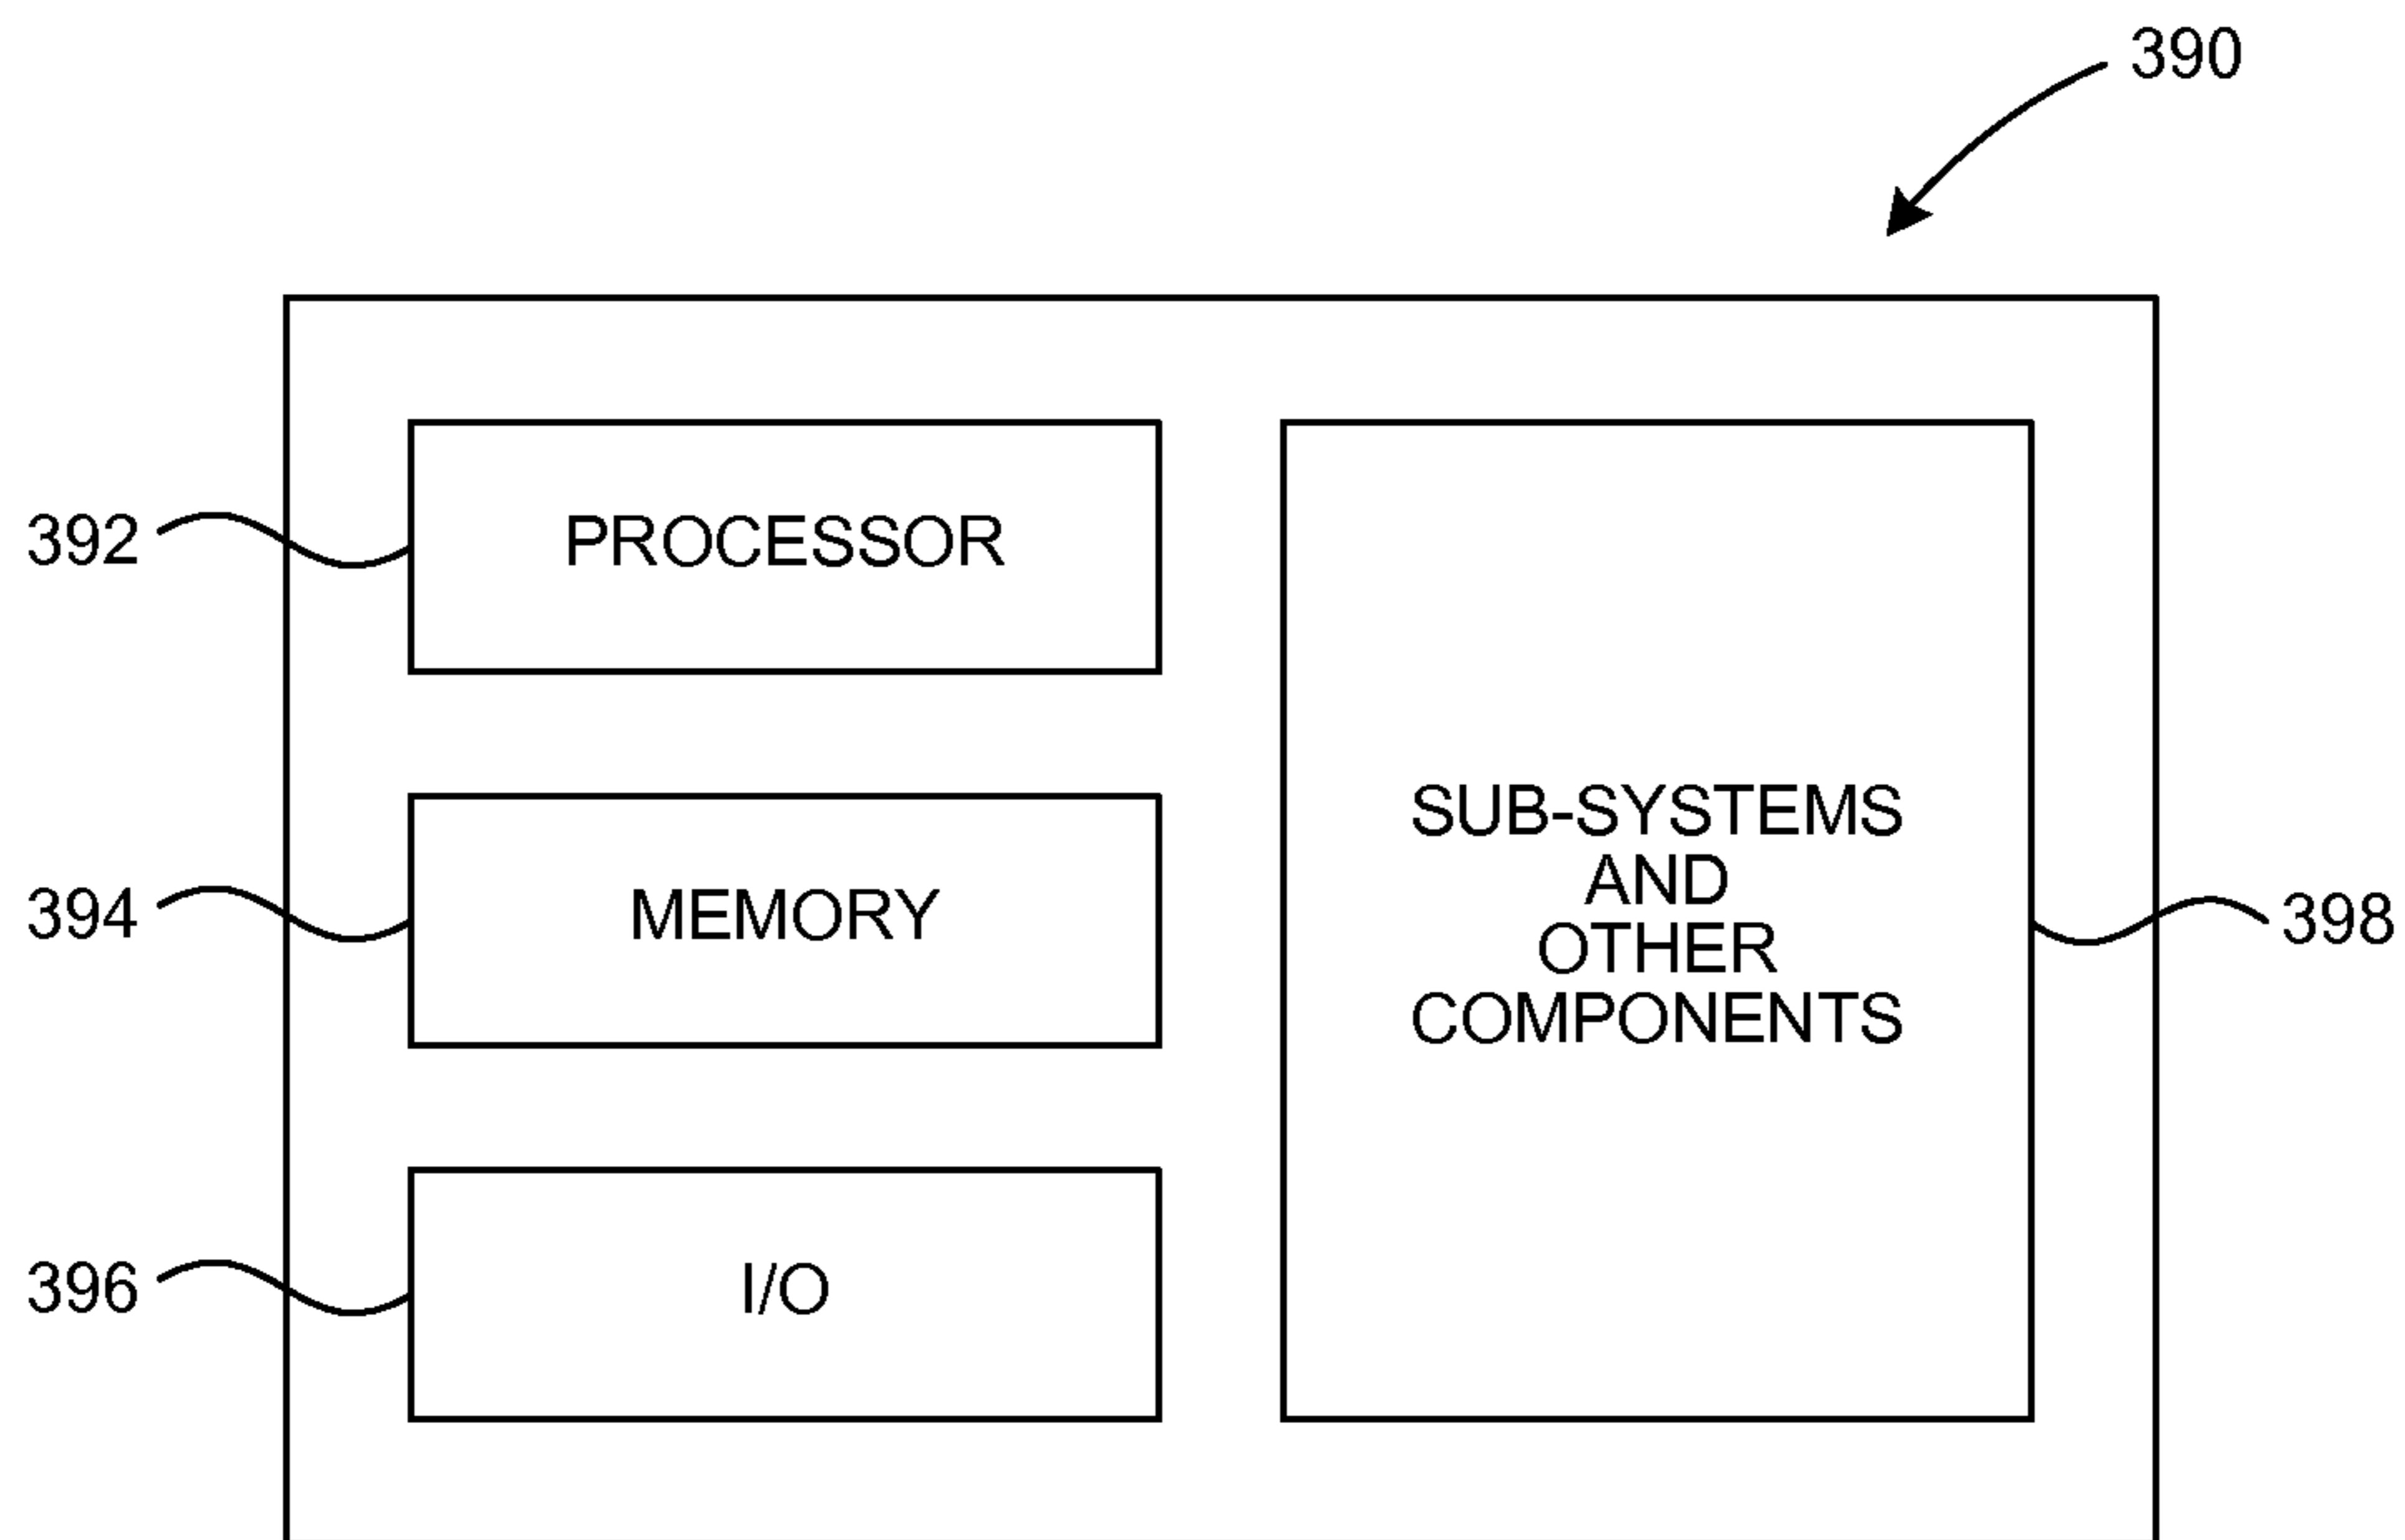 390
392
PROCESSOR
394
MEMORY
396
I/O
SUB-SYSTEMS
AND
OTHER
COMPONENTS
398